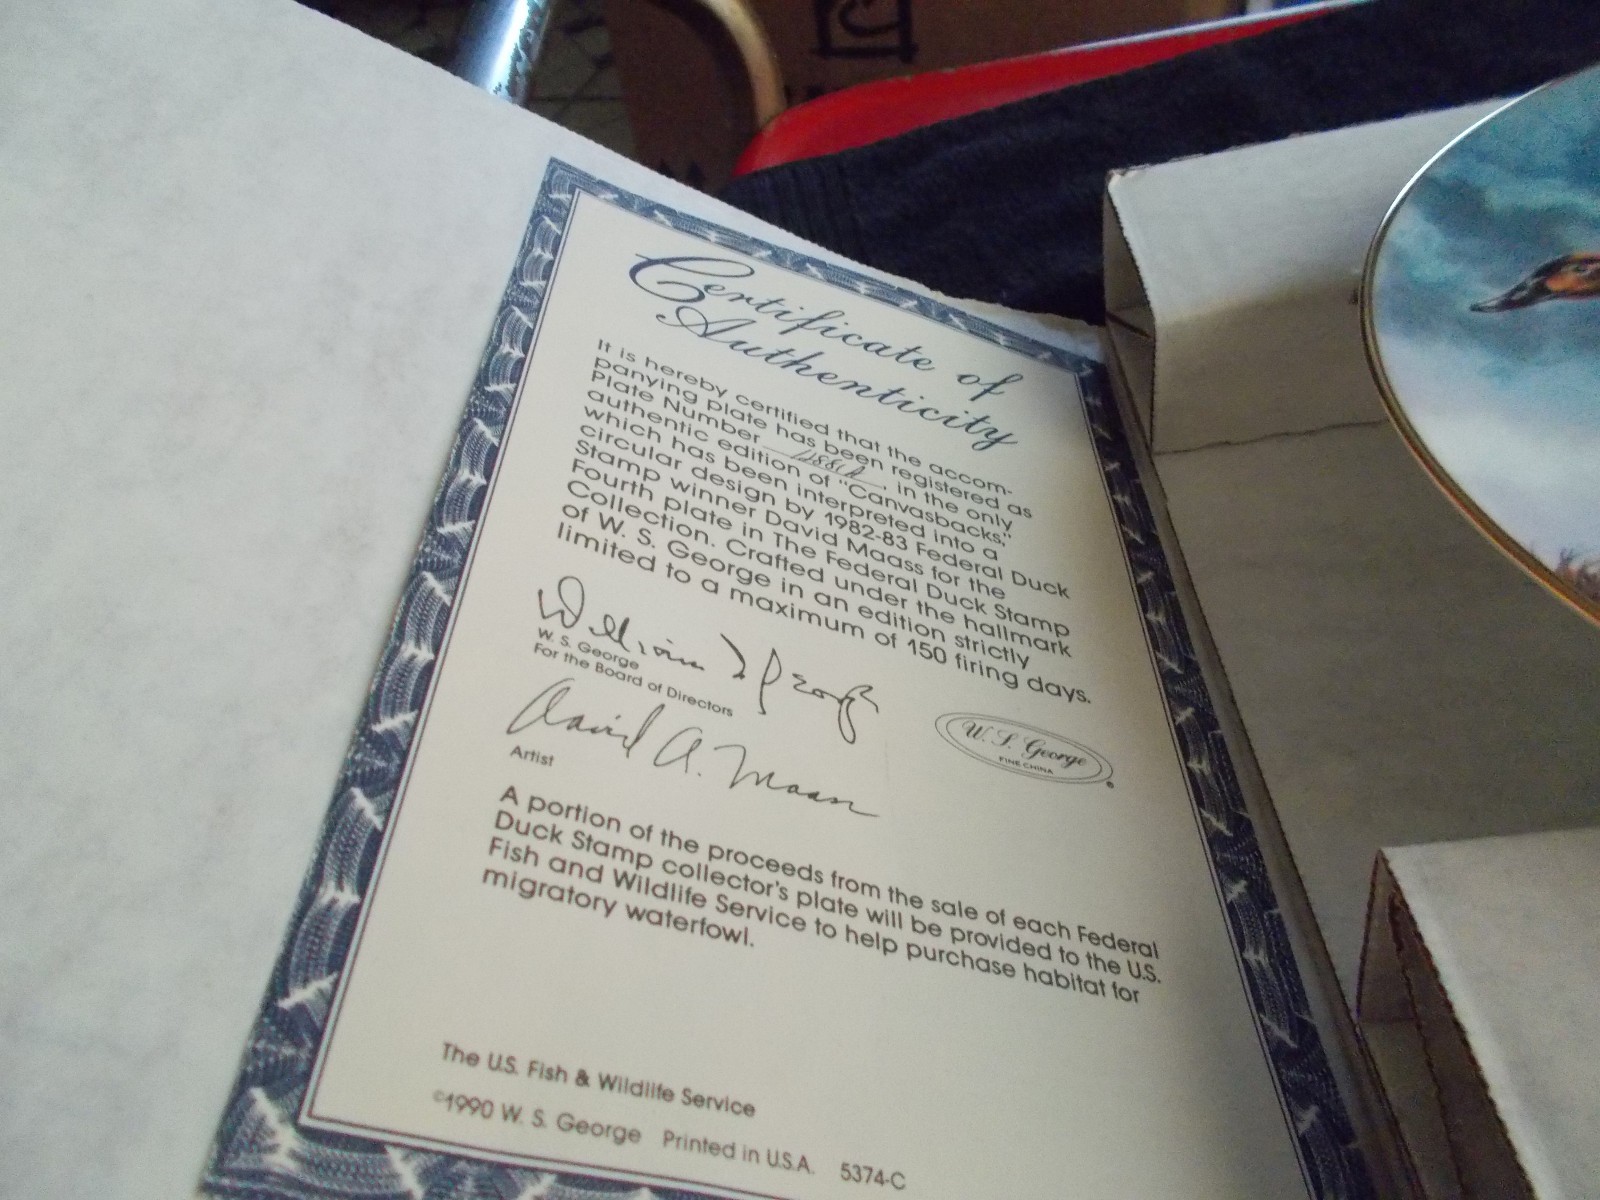 Certificate of
Authenticity
It is hereby certified that the accom-
panying plate has been registered as
Plate Number , in the only
authentic edition of "Canvasbacks,"
which has been interpreted into a
circular design by 1982-83 Federal Duck
Stamp winner David Maass for the
Fourth plate in The Federal Duck Stamp
Collection. Crafted under the hallmark
of W. S. George in an edition strictly
limited to a maximum of 150 firing days.
William S George
W. S. George
For the Board of Directors
W. S. George
FINE CHINA
David A. Maass
Artist
A portion of the proceeds from the sale of each Federal
Duck Stamp collector's plate will be provided to the U.S.
Fish and Wildlife Service to help purchase habitat for
migratory waterfowl.
The U.S. Fish & Wildlife Service
©1990 W. S. George Printed in U.S.A. 5374-C